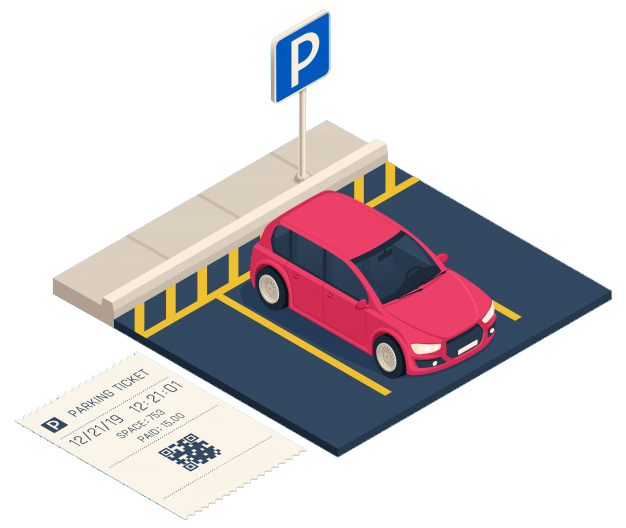 P
P PARKING TICKET
12/21/19 12:21:01
SPACE: 753
PAID: 15.00